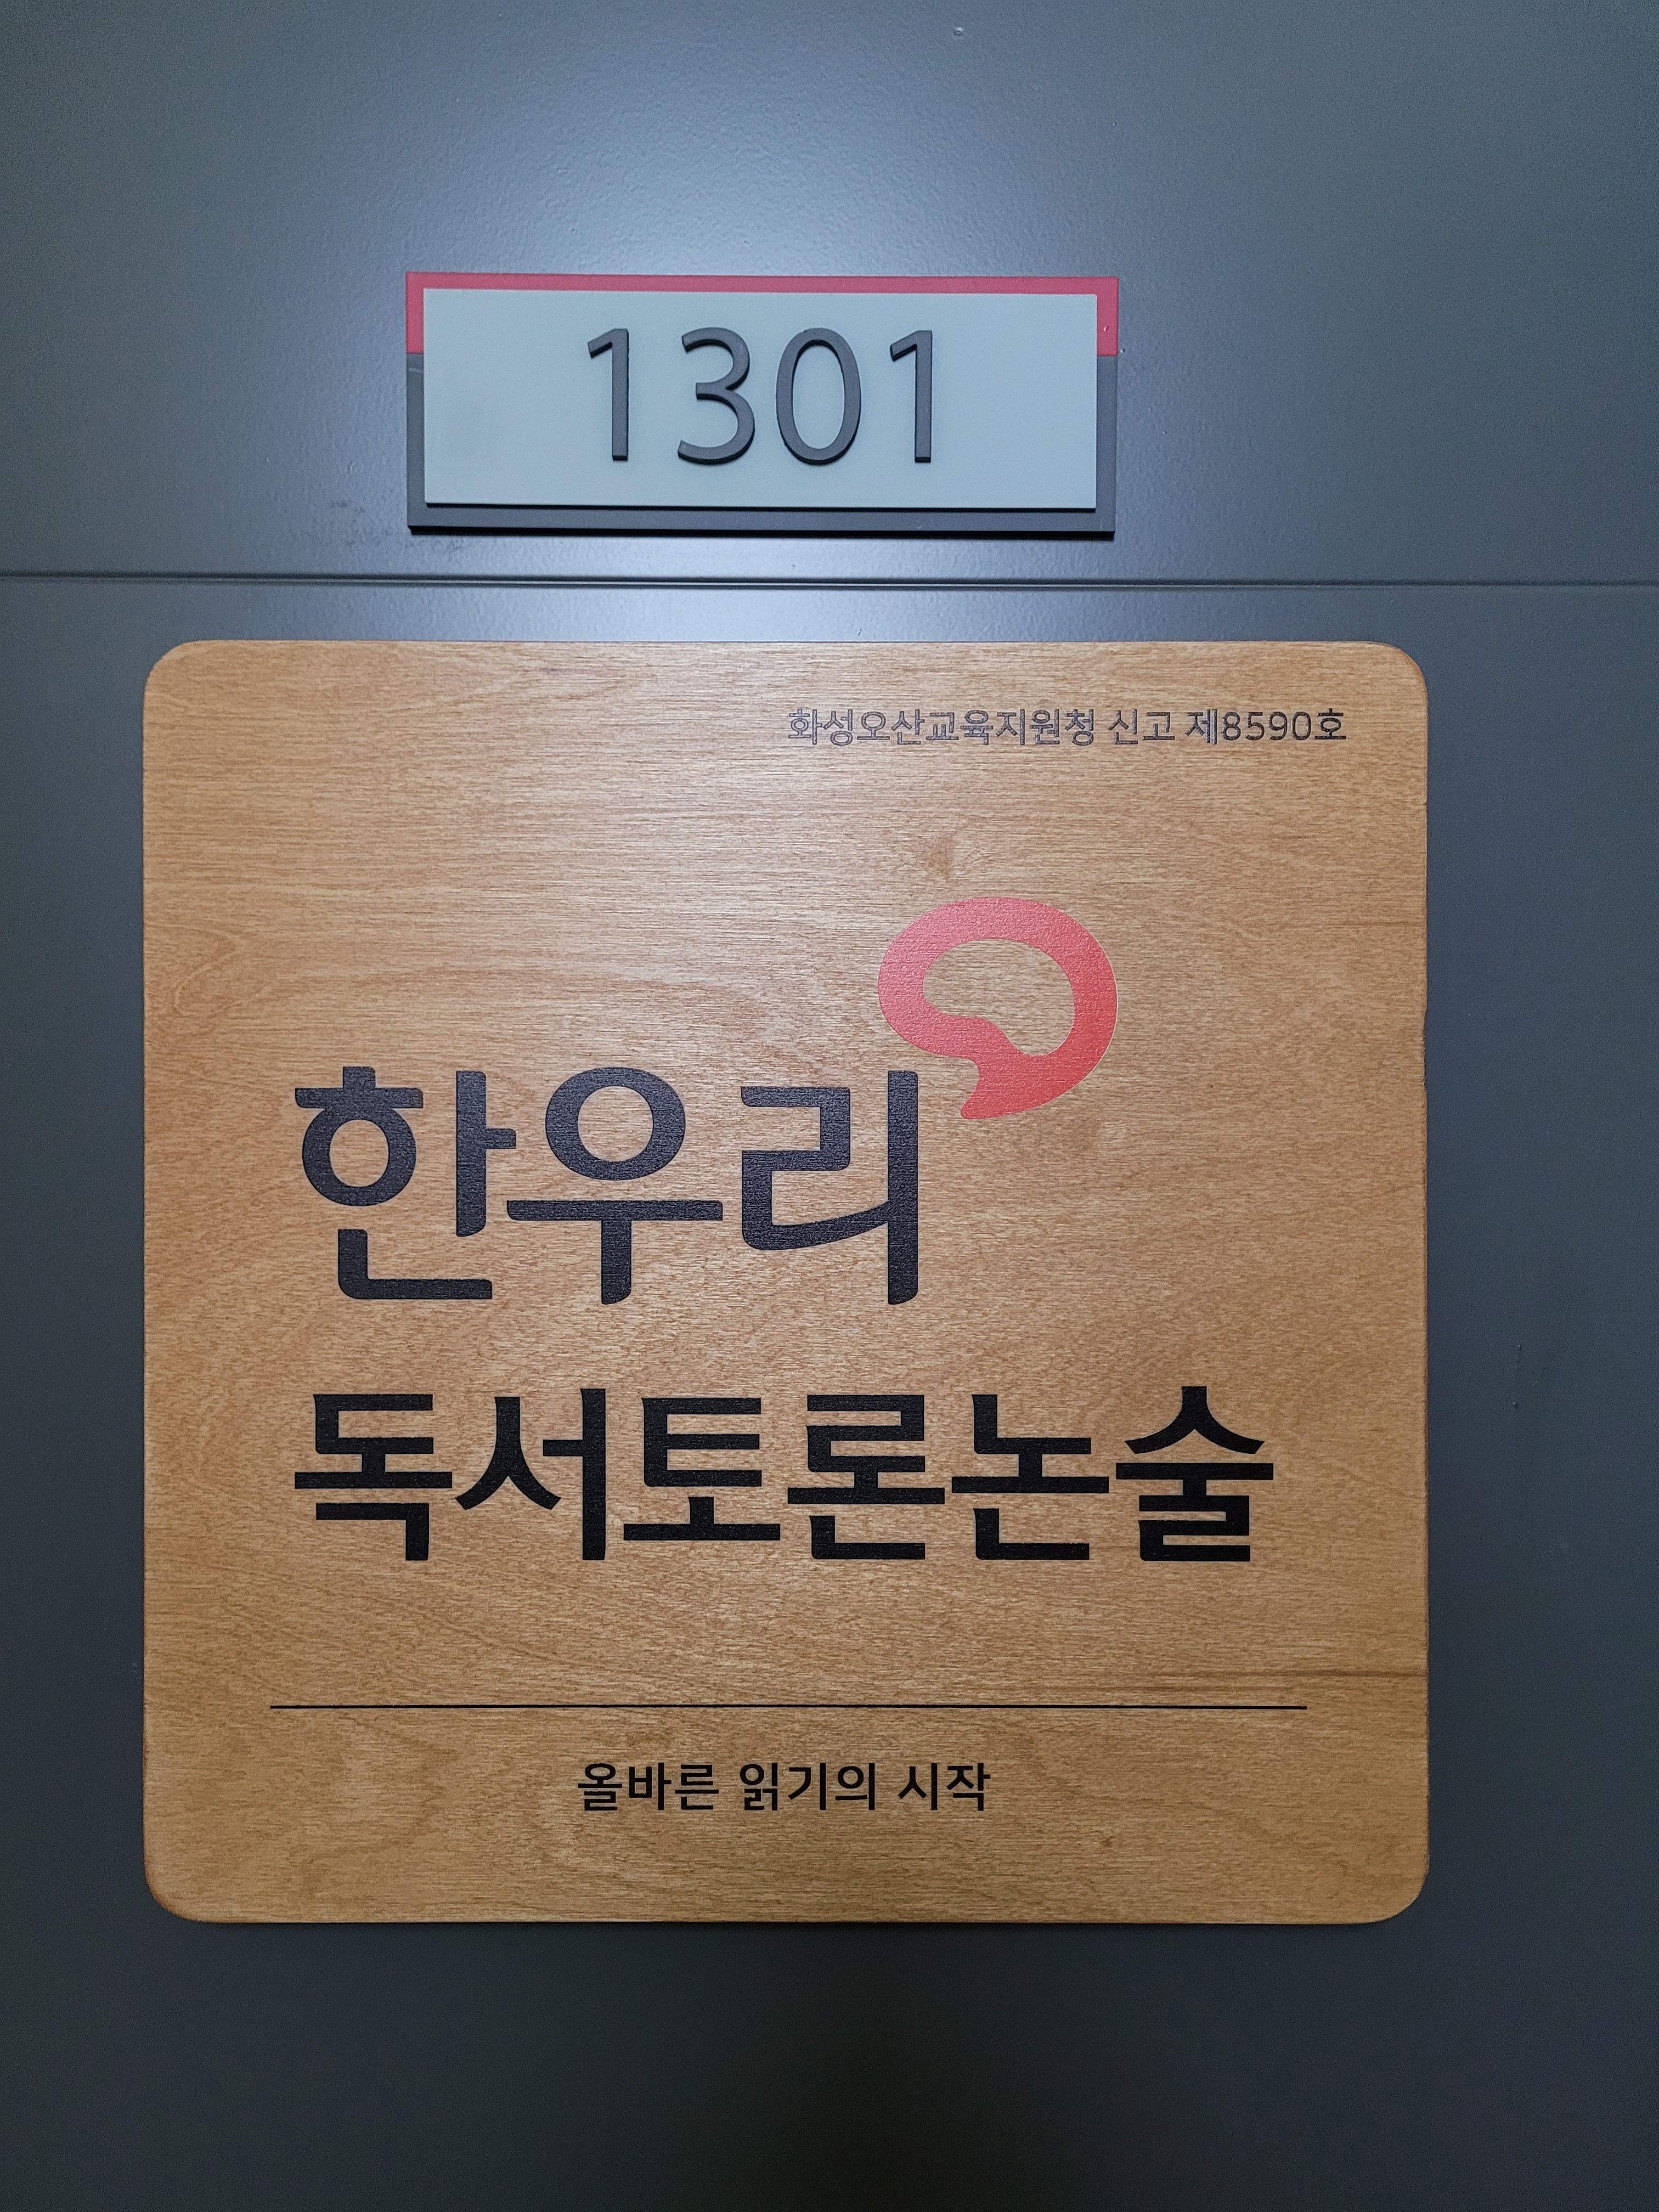 1301
화성오산교육지원청 신고 제8590호
한우리
독서토론논술
올바른 읽기의 시작